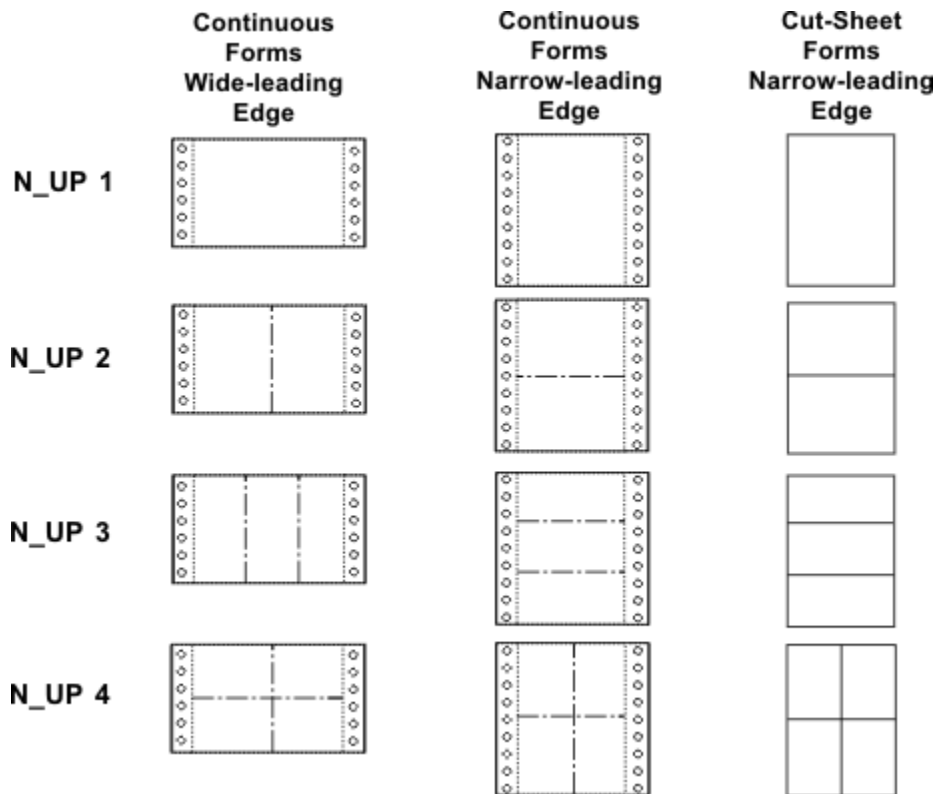 Continuous
Forms
Wide-leading
Edge
Continuous
Forms
Narrow-leading
Edge
Cut-Sheet
Forms
Narrow-leading
Edge
N_UP 1
N_UP 2
N_UP 3
N_UP 4